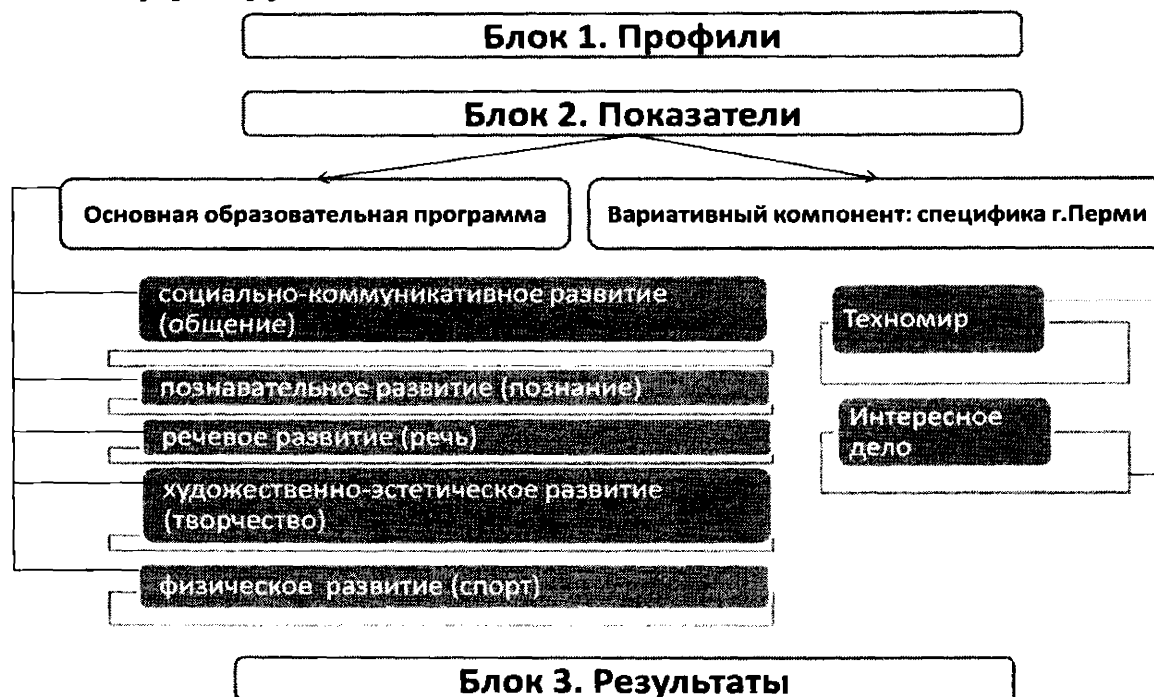 Блок 1. Профили
Блок 2. Показатели
Основная образовательная программа
Вариативный компонент: специфика г.Перми
социально-коммуникативное развитие
(общение)
познавательное развитие (познание)
речевое развитие (речь)
художественно-эстетическое развитие
(творчество)
физическое развитие (спорт)
Техномир
Интересное
дело
Блок 3. Результаты